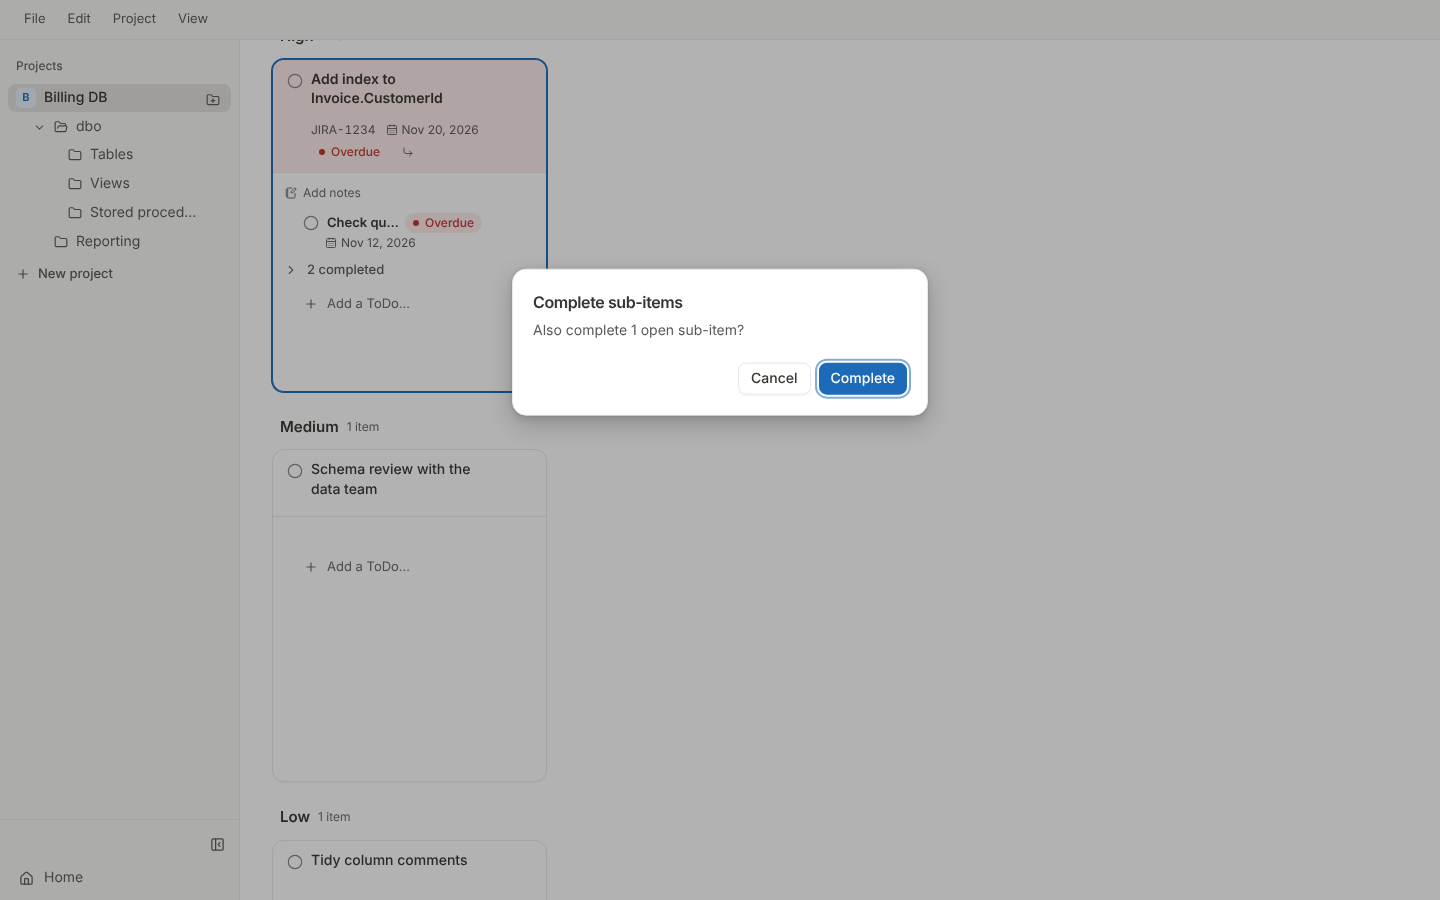 File Edit Project View
Projects
B Billing DB
dbo
Tables
Views
Stored proced...
Reporting
New project
Home
Add index to
Invoice.CustomerId
JIRA-1234 Nov 20, 2026
Overdue
Add notes
Check qu... Overdue
Nov 12, 2026
2 completed
Add a ToDo...
Medium 1 item
Schema review with the
data team
Add a ToDo...
Low 1 item
Tidy column comments
Complete sub-items
Also complete 1 open sub-item?
Cancel Complete